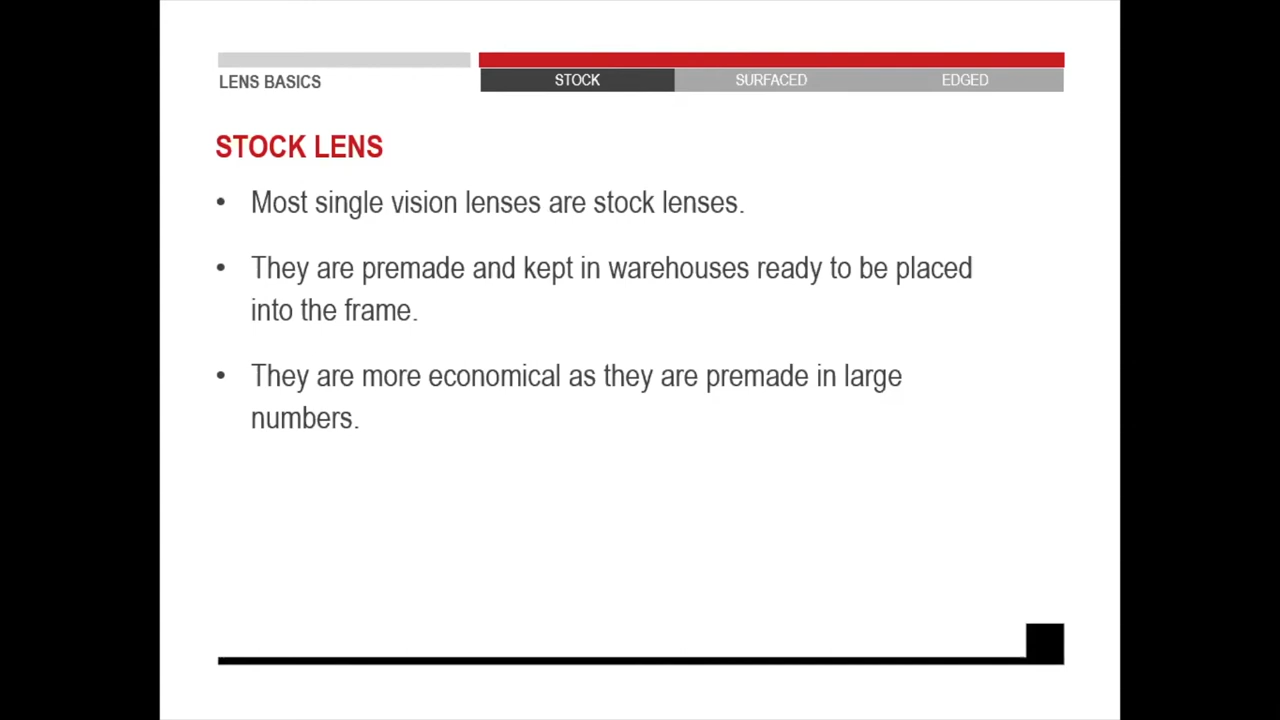 LENS BASICS
STOCK SURFACED EDGED
STOCK LENS
• Most single vision lenses are stock lenses.
• They are premade and kept in warehouses ready to be placed
into the frame.
• They are more economical as they are premade in large
numbers.